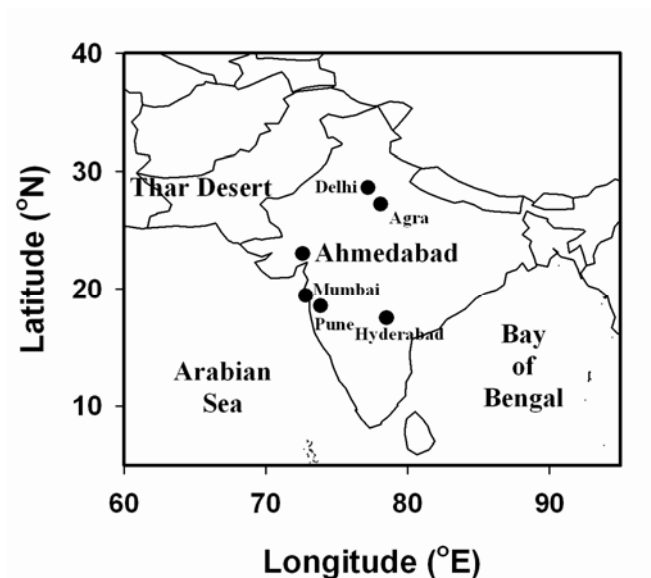 40
30
20
10
Latitude (°N)
Thar Desert
Delhi
Agra
Ahmedabad
Mumbai
Pune
Hyderabad
Arabian
Sea
Bay
of
Bengal
60
70
80
90
Longitude (°E)